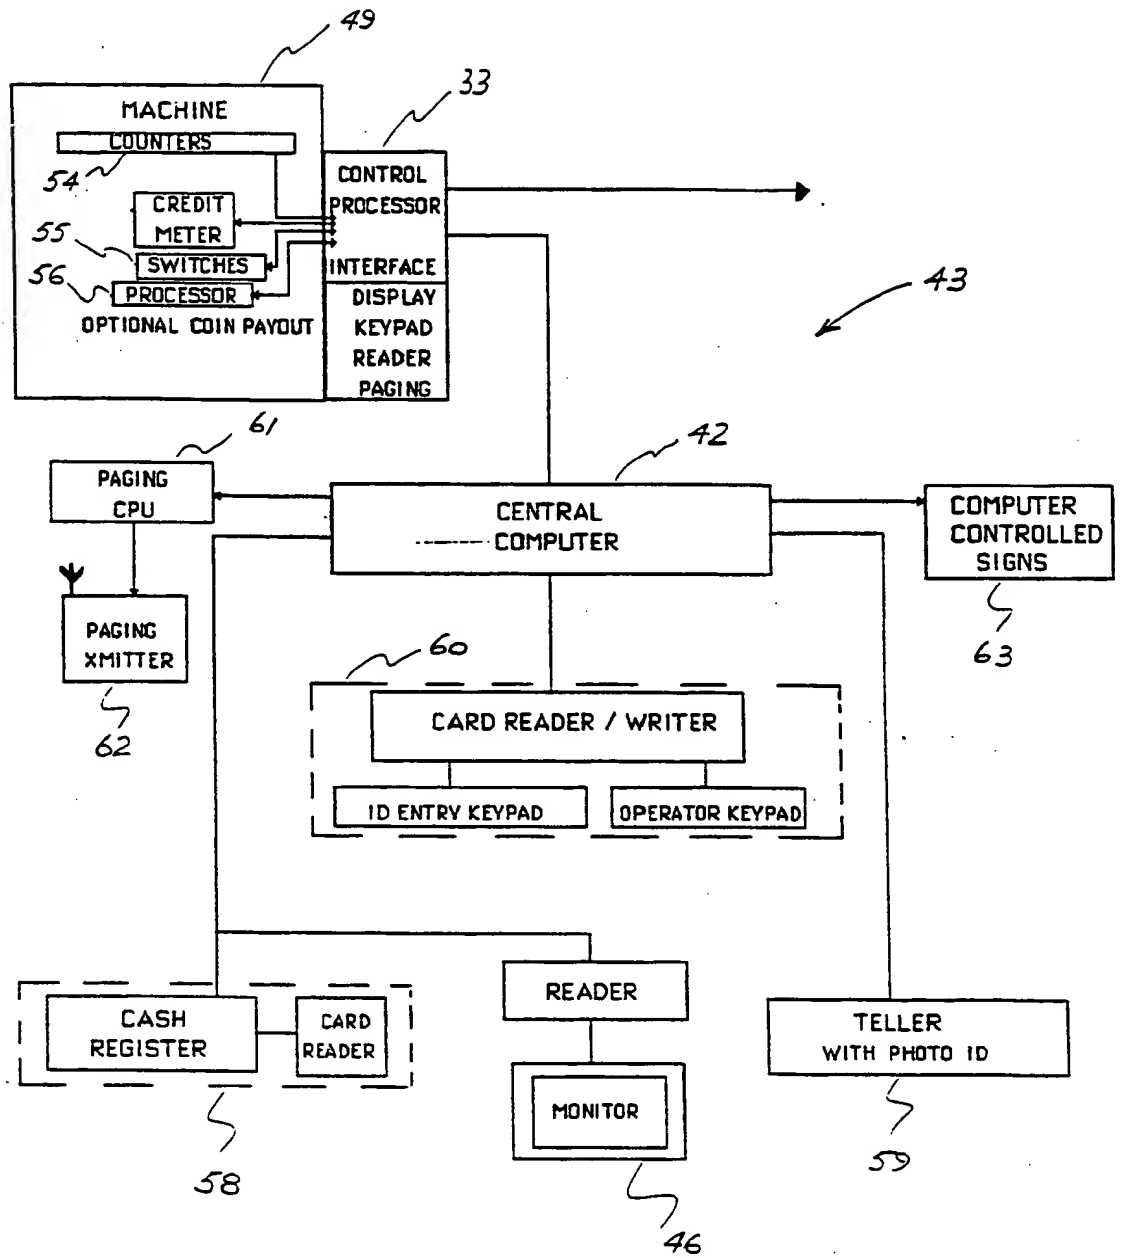 49
MACHINE
COUNTERS
54
33
CONTROL
PROCESSOR
CREDIT
METER
55
SWITCHES
INTERFACE
56
PROCESSOR
OPTIONAL COIN PAYOUT
DISPLAY
KEYPAD
READER
PAGING
43
61
PAGING
CPU
42
CENTRAL
COMPUTER
COMPUTER
CONTROLLED
SIGNS
63
PAGING
XMITTER
62
60
CARD READER / WRITER
ID ENTRY KEYPAD
OPERATOR KEYPAD
CASH
REGISTER
CARD
READER
58
READER
MONITOR
46
TELLER
WITH PHOTO ID
59